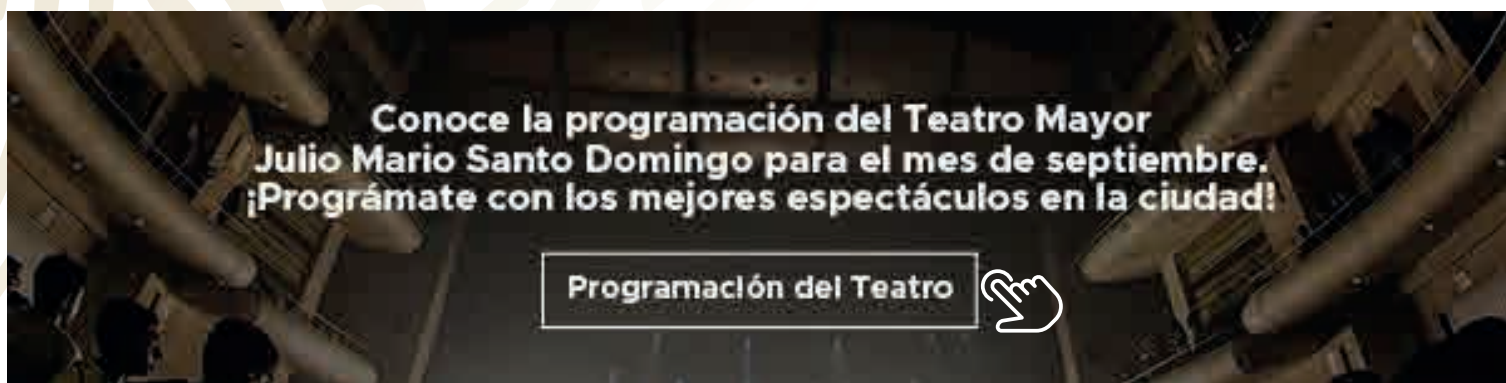 Conoce la programación del Teatro Mayor
Julio Mario Santo Domingo para el mes de septiembre.
¡Prográmate con los mejores espectáculos en la ciudad!
Programación del Teatro